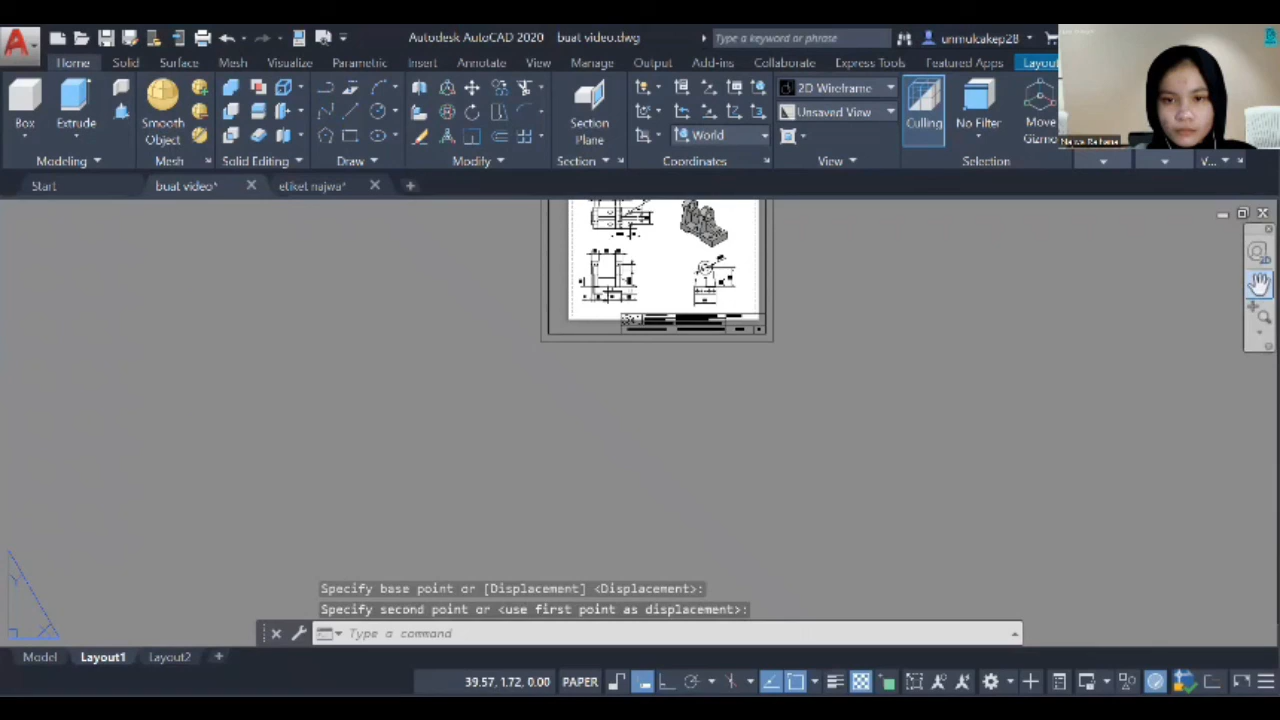 Autodesk AutoCAD 2020 buat video.dwg
Type a keyword or phrase
unmulcakep28
Home Solid Surface Mesh Visualize Parametric Insert Annotate View Manage Output Add-ins Collaborate Express Tools Featured Apps Layout
2D Wireframe
Unsaved View
World
Box Extrude Smooth Object Section Plane Culling No Filter Move Gizmo
Modeling Mesh Solid Editing Draw Modify Section Coordinates View Selection V...
Start buat video* etiket najwa*
2D
Specify base point or [Displacement] <Displacement>:
Specify second point or <use first point as displacement>:
Type a command
Model Layout1 Layout2
39.57, 1.72, 0.00 PAPER